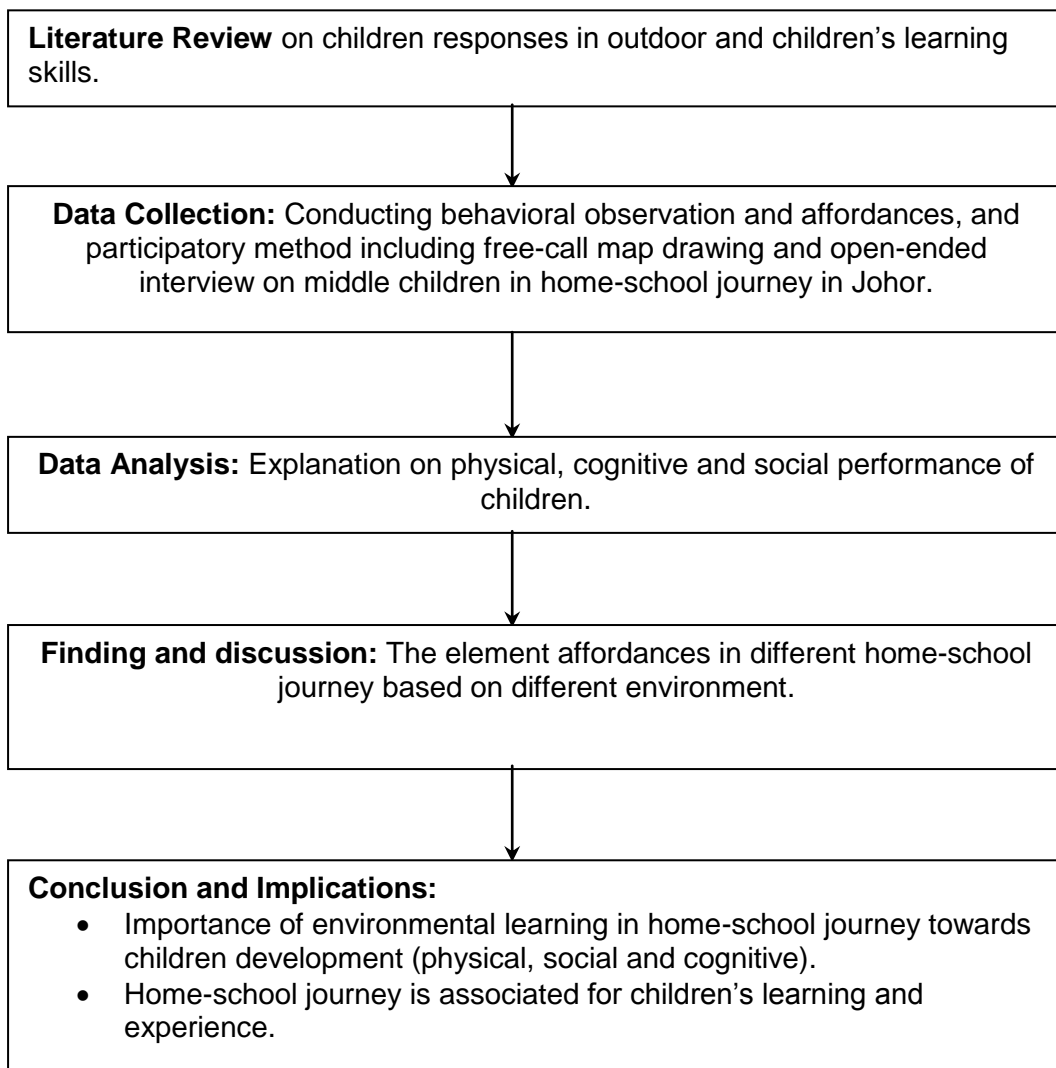 Literature Review on children responses in outdoor and children's learning
skills.
Data Collection: Conducting behavioral observation and affordances, and
participatory method including free-call map drawing and open-ended
interview on middle children in home-school journey in Johor.
Data Analysis: Explanation on physical, cognitive and social performance of
children.
Finding and discussion: The element affordances in different home-school
journey based on different environment.
Conclusion and Implications:
• Importance of environmental learning in home-school journey towards
children development (physical, social and cognitive).
• Home-school journey is associated for children's learning and
experience.